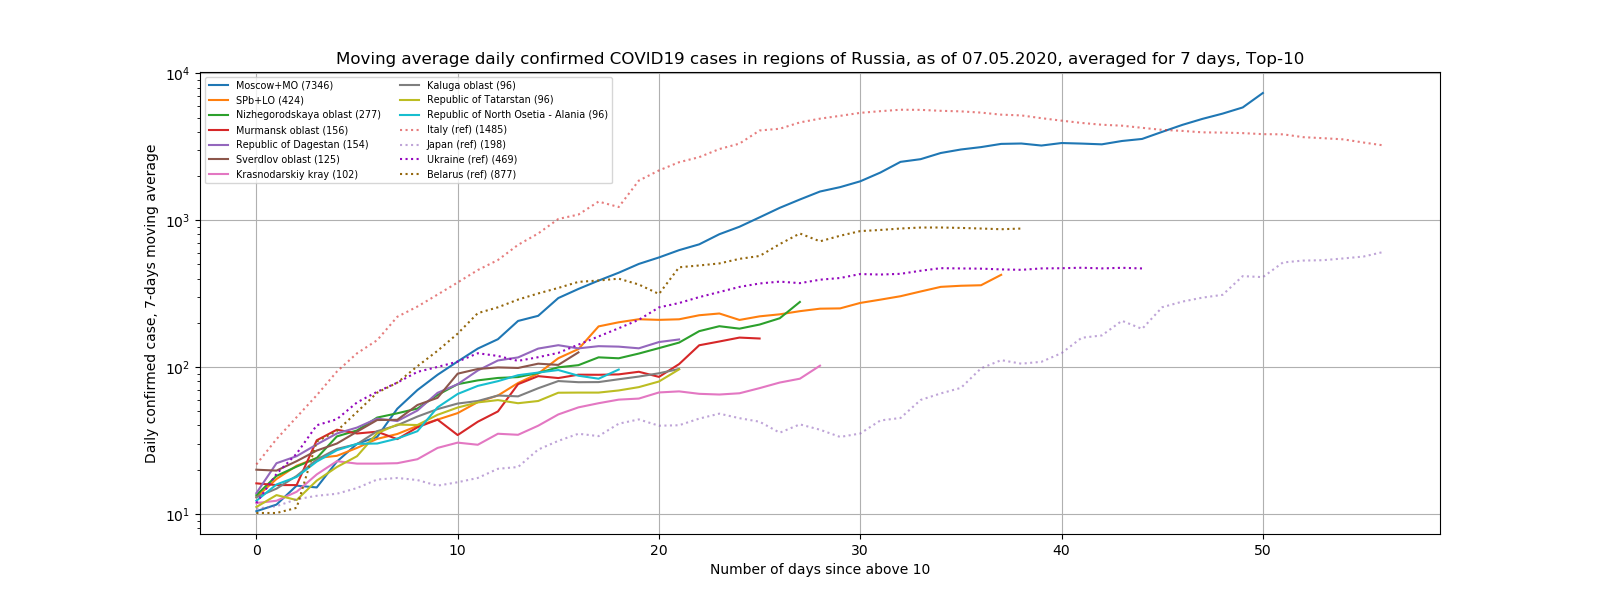 Moving average daily confirmed COVID19 cases in regions of Russia, as of 07.05.2020, averaged for 7 days, Top-10
Daily confirmed case, 7-days moving average
10⁴
10³
10²
10¹
Moscow+MO (7346)
SPb+LO (424)
Nizhegorodskaya oblast (277)
Murmansk oblast (156)
Republic of Dagestan (154)
Sverdlov oblast (125)
Krasnodarskiy kray (102)
Kaluga oblast (96)
Republic of Tatarstan (96)
Republic of North Osetia - Alania (96)
Italy (ref) (1485)
Japan (ref) (198)
Ukraine (ref) (469)
Belarus (ref) (877)
0 10 20 30 40 50
Number of days since above 10